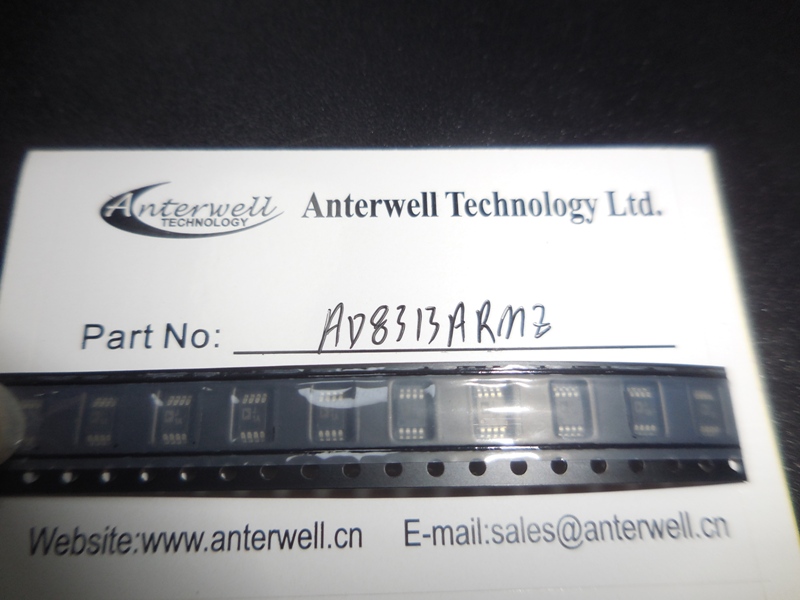 Anterwell
TECHNOLOGY
Anterwell Technology Ltd.
Part No: AD8313ARMZ
Website:www.anterwell.cn E-mail:sales@anterwell.cn